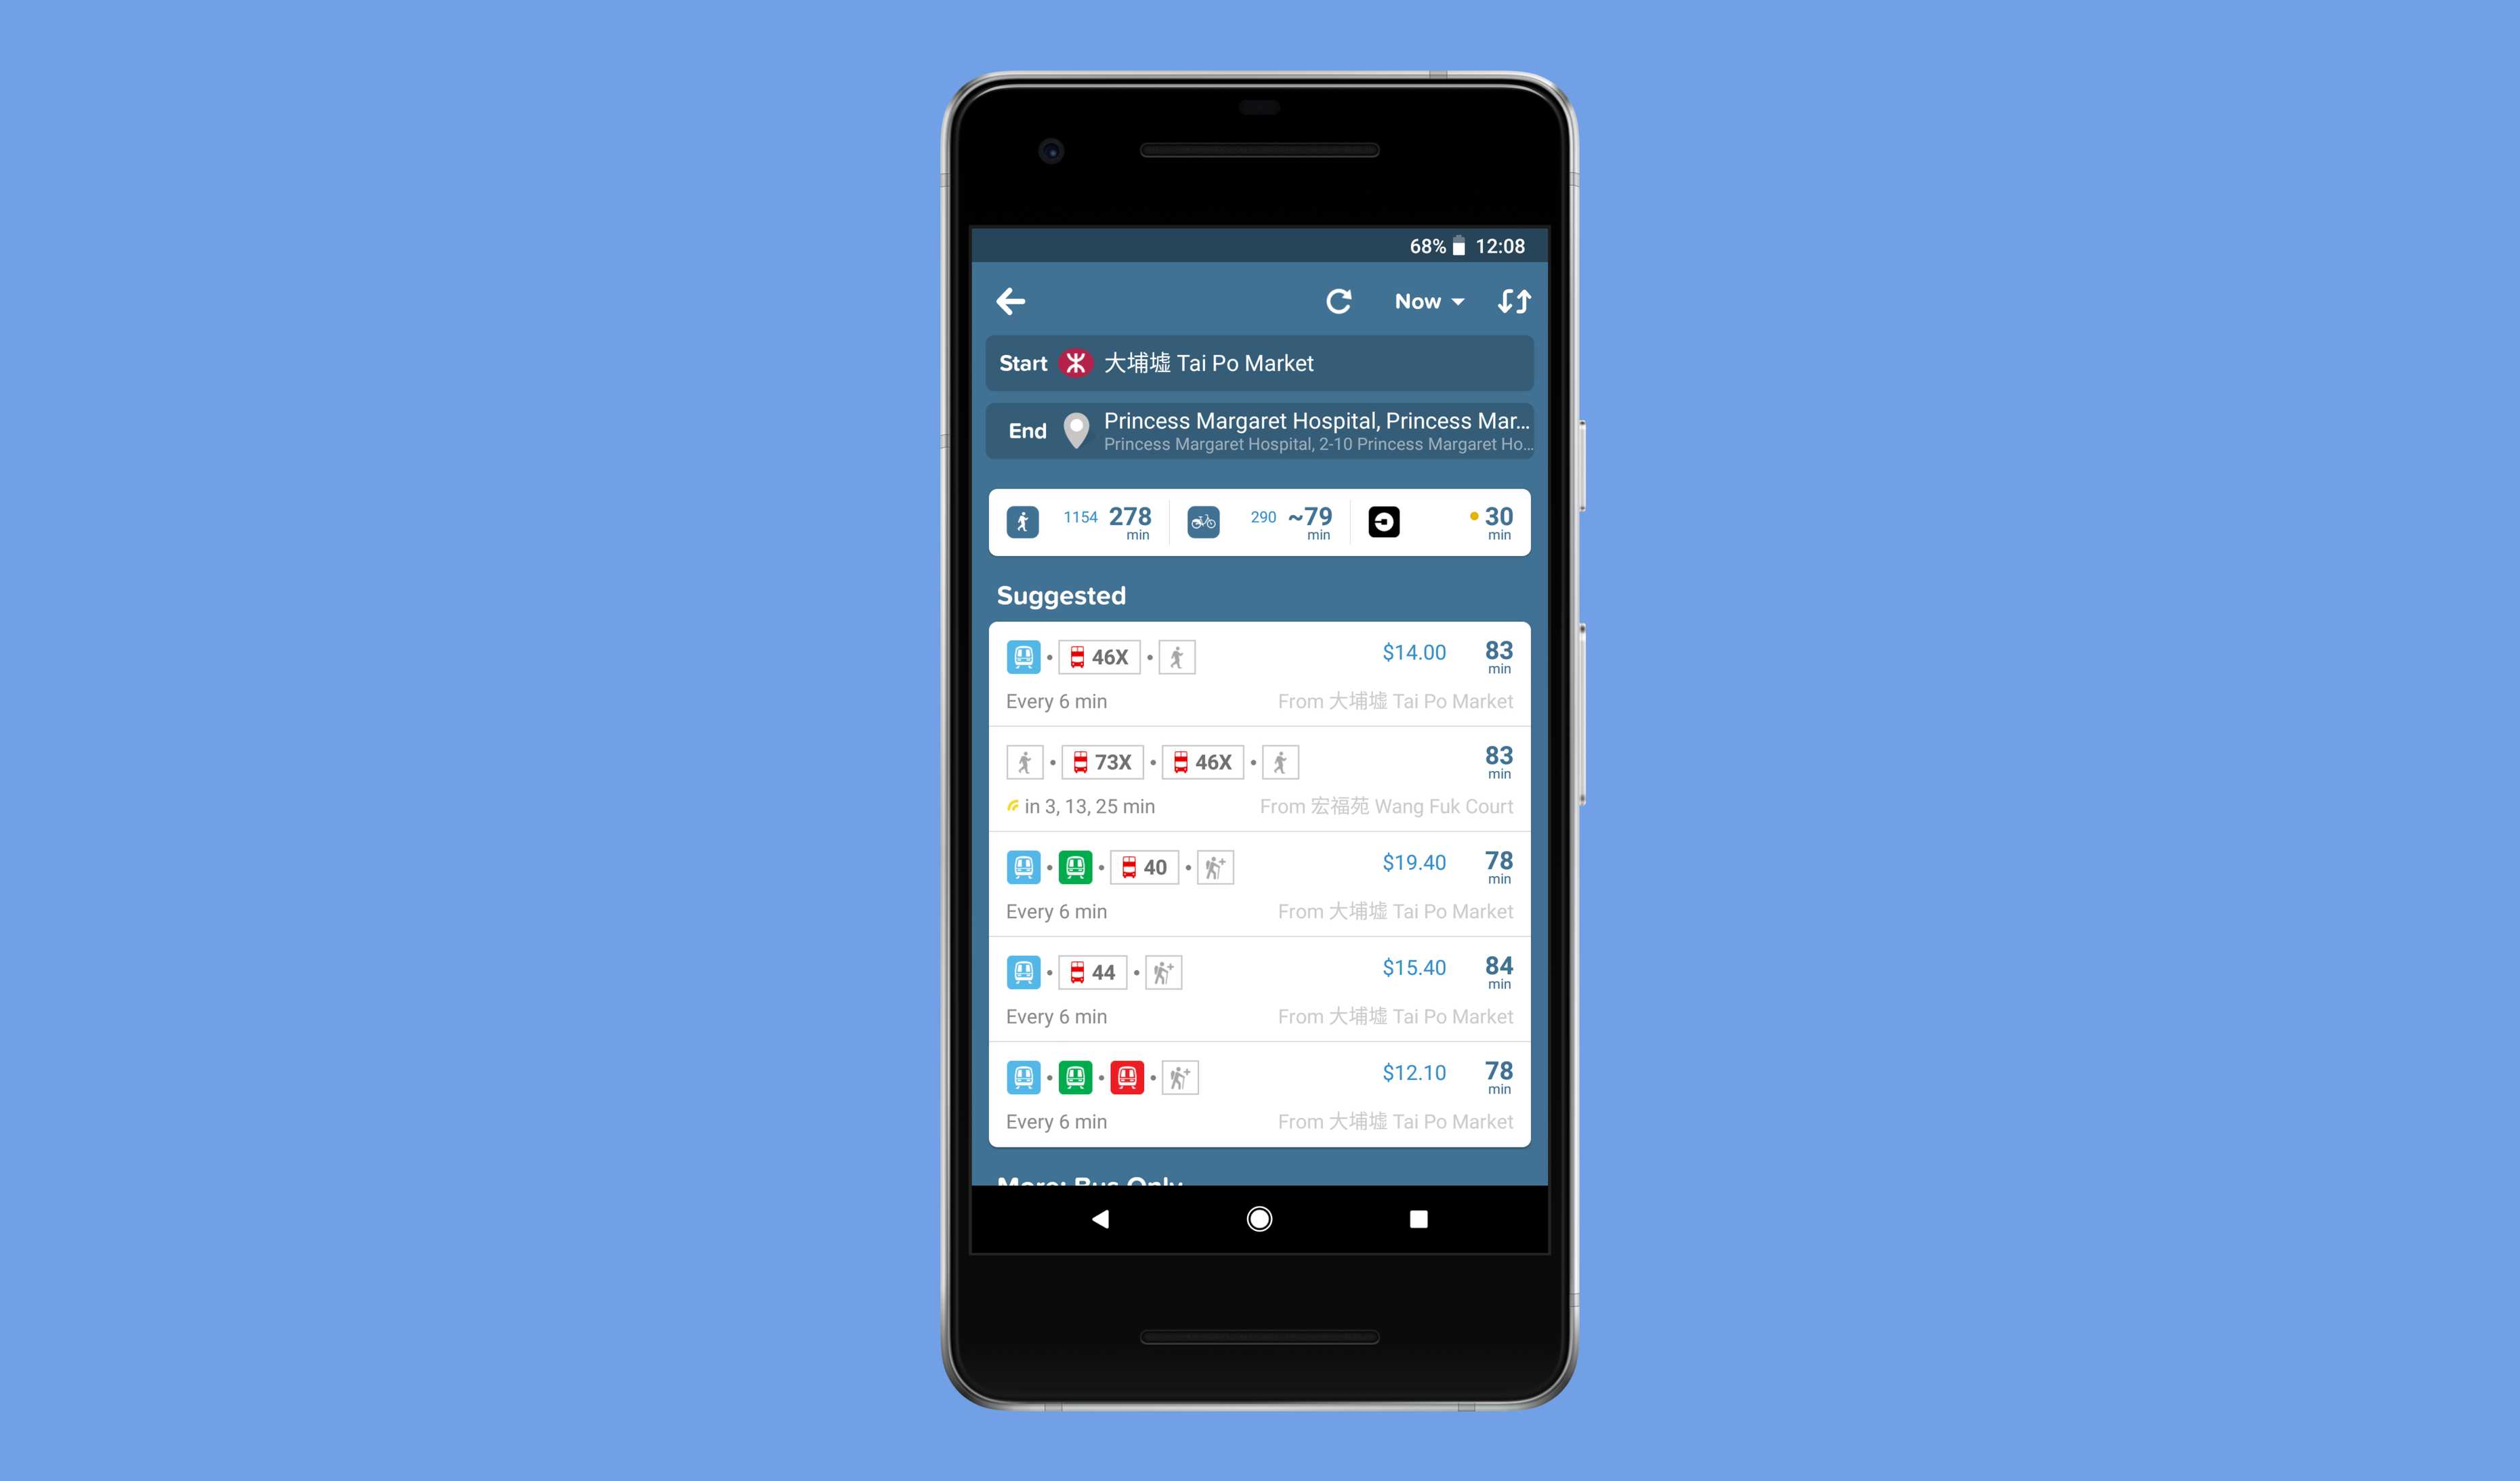 68% 12:08
Now
Start 大埔墟 Tai Po Market
End Princess Margaret Hospital, Princess Mar...
Princess Margaret Hospital, 2-10 Princess Margaret Ho...
1154 278 min 290 ~79 min 30 min
Suggested
46X $14.00 83 min
Every 6 min From 大埔墟 Tai Po Market
73X 46X 83 min
in 3, 13, 25 min From 宏福苑 Wang Fuk Court
40 $19.40 78 min
Every 6 min From 大埔墟 Tai Po Market
44 $15.40 84 min
Every 6 min From 大埔墟 Tai Po Market
$12.10 78 min
Every 6 min From 大埔墟 Tai Po Market
More: Bus Only